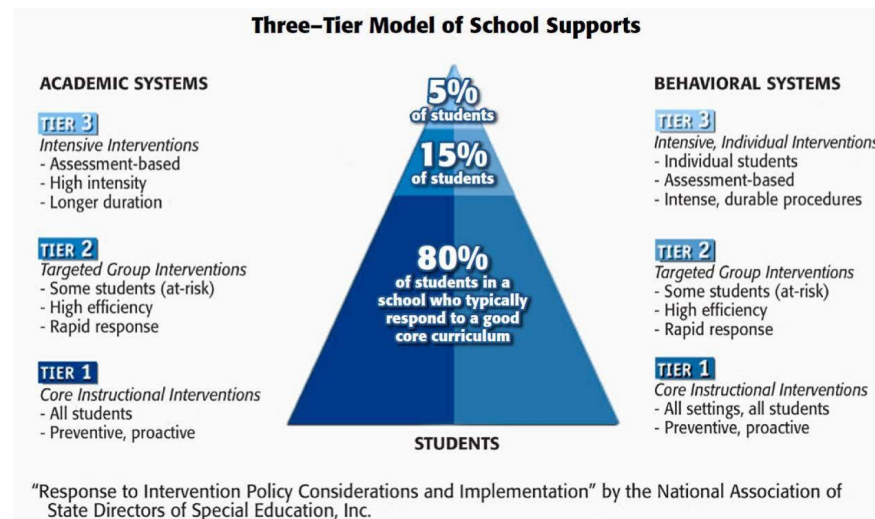 Three–Tier Model of School Supports
ACADEMIC SYSTEMS
TIER 3
Intensive Interventions
- Assessment-based
- High intensity
- Longer duration
TIER 2
Targeted Group Interventions
- Some students (at-risk)
- High efficiency
- Rapid response
TIER 1
Core Instructional Interventions
- All students
- Preventive, proactive
5%
of students
15%
of students
80%
of students in a
school who typically
respond to a good
core curriculum
STUDENTS
BEHAVIORAL SYSTEMS
TIER 3
Intensive, Individual Interventions
- Individual students
- Assessment-based
- Intense, durable procedures
TIER 2
Targeted Group Interventions
- Some students (at-risk)
- High efficiency
- Rapid response
TIER 1
Core Instructional Interventions
- All settings, all students
- Preventive, proactive
“Response to Intervention Policy Considerations and Implementation” by the National Association of
State Directors of Special Education, Inc.